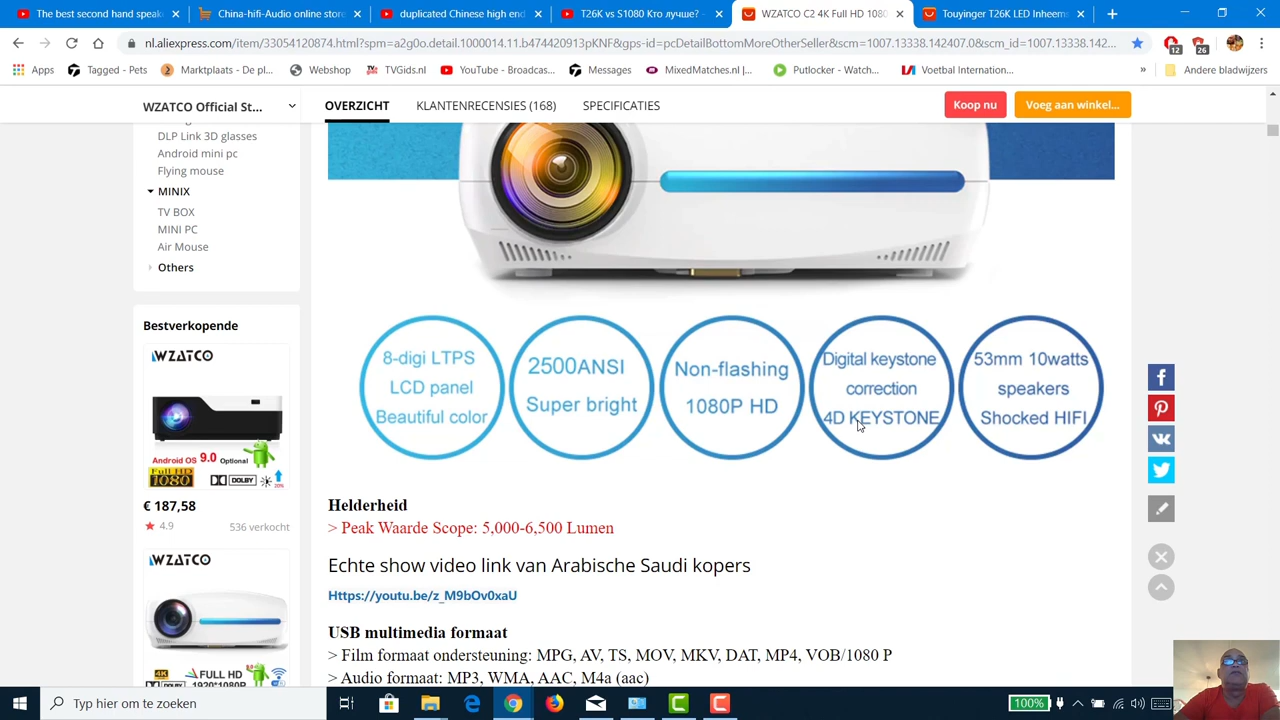 The best second hand speak
China-hifi-Audio online store
duplicated Chinese high end
T26K vs S1080 Кто лучше? -
WZATCO C2 4K Full HD 1080
Touyinger T26K LED Inheems
nl.aliexpress.com/item/33054120874.html?spm=a2g0o.detail.1000014.11.b474420913pKNF&gps-id=pcDetailBottomMoreOtherSeller&scm=1007.13338.142407.0&scm_id=1007.13338.142...
12
26
Apps
Tagged - Pets
Marktplaats - De pl...
Webshop
TVGids.nl
YouTube - Broadcas...
Messages
MixedMatches.nl |...
Putlocker - Watch...
Voetbal Internation...
»
Andere bladwijzers
WZATCO Official St...
OVERZICHT
KLANTENRECENSIES (168)
SPECIFICATIES
Koop nu
Voeg aan winkel...
DLP Link 3D glasses
Android mini pc
Flying mouse
MINIX
TV BOX
MINI PC
Air Mouse
Others
Bestverkopende
WZATCO
Android OS 9.0 Optional
Full HD
1080
DOLBY
20%
€ 187,58
4.9
536 verkocht
WZATCO
4K
FULL HD
1920*1080P
8-digi LTPS
LCD panel
Beautiful color
2500ANSI
Super bright
Non-flashing
1080P HD
Digital keystone
correction
4D KEYSTONE
53mm 10watts
speakers
Shocked HIFI
Helderheid
> Peak Waarde Scope: 5,000-6,500 Lumen
Echte show video link van Arabische Saudi kopers
Https://youtu.be/z_M9bOv0xaU
USB multimedia formaat
> Film formaat ondersteuning: MPG, AV, TS, MOV, MKV, DAT, MP4, VOB/1080 P
> Audio formaat: MP3, WMA, AAC, M4a (aac)
Typ hier om te zoeken
100%